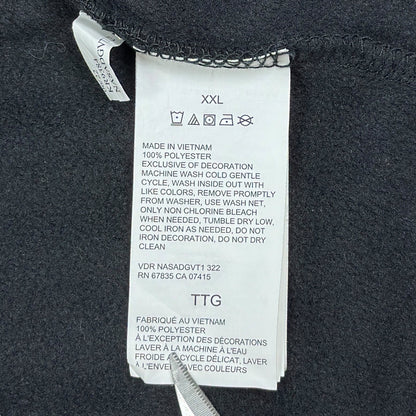 XXL
MADE IN VIETNAM
100% POLYESTER
EXCLUSIVE OF DECORATION
MACHINE WASH COLD GENTLE
CYCLE, WASH INSIDE OUT WITH
LIKE COLORS, REMOVE PROMPTLY
FROM WASHER, USE WASH NET,
ONLY NON CHLORINE BLEACH
WHEN NEEDED, TUMBLE DRY LOW,
COOL IRON AS NEEDED, DO NOT
IRON DECORATION, DO NOT DRY
CLEAN
VDR NASADGVT1 322
RN 67835 CA 07415
TTG
FABRIQUÉ AU VIETNAM
100% POLYESTER
À L'EXCEPTION DES DÉCORATIONS
LAVER À LA MACHINE À L'EAU
FROIDE CYCLE DÉLICAT, LAVER
À L'ENVERS AVEC COULEURS